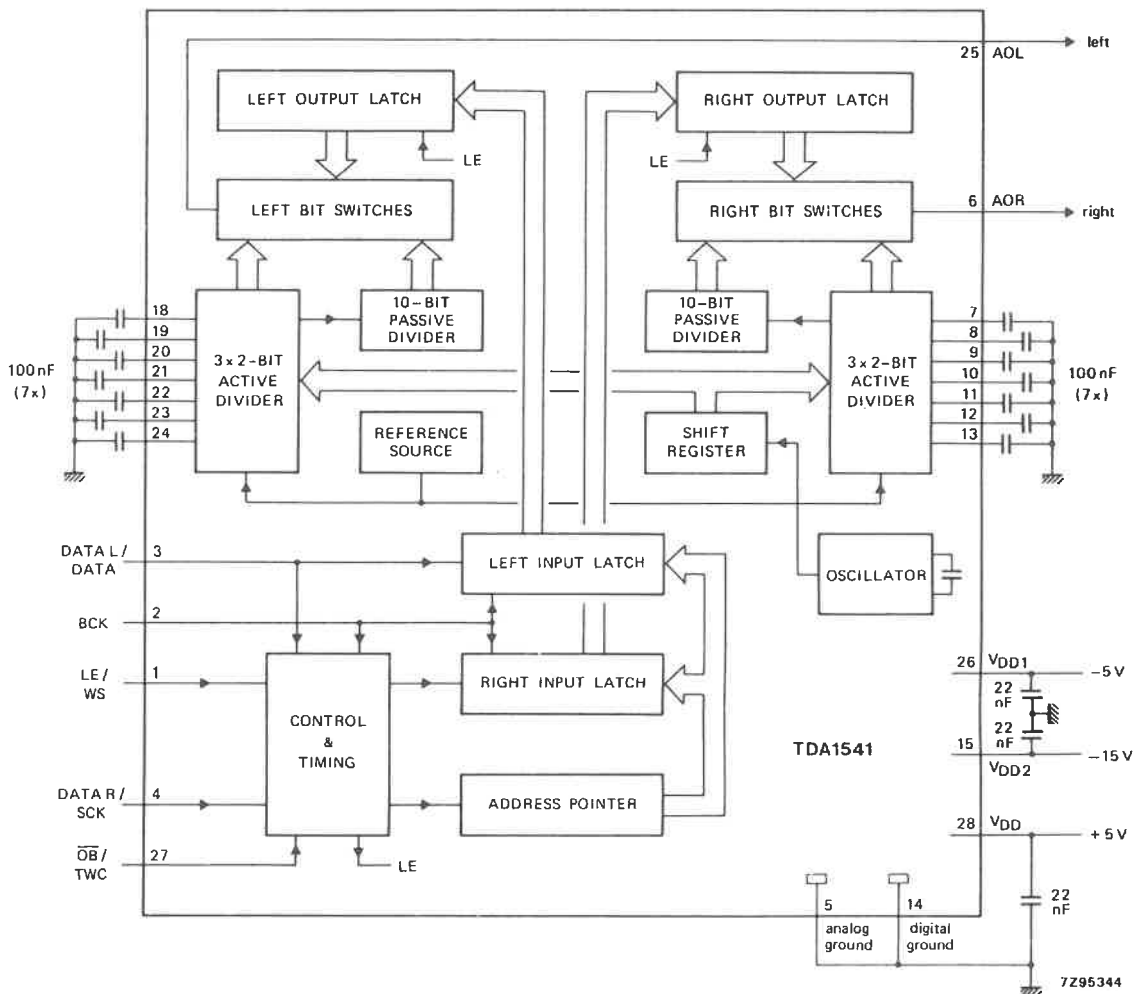 left
25 AOL
LEFT OUTPUT LATCH
RIGHT OUTPUT LATCH
LE
LE
LEFT BIT SWITCHES
RIGHT BIT SWITCHES
6 AOR
right
10-BIT
PASSIVE
DIVIDER
10-BIT
PASSIVE
DIVIDER
3 x 2-BIT
ACTIVE
DIVIDER
3 x 2-BIT
ACTIVE
DIVIDER
18
19
20
21
22
23
24
100 nF
(7x)
7
8
9
10
11
12
13
100 nF
(7x)
REFERENCE
SOURCE
SHIFT
REGISTER
DATA L/
DATA
3
LEFT INPUT LATCH
OSCILLATOR
BCK
2
LE/
WS
1
RIGHT INPUT LATCH
CONTROL
&
TIMING
DATA R/
SCK
4
ADDRESS POINTER
O̅B̅/
TWC
27
LE
TDA1541
26 VDD1
-5 V
22
nF
22
nF
15
VDD2
-15 V
28 VDD
+5 V
22
nF
5
analog
ground
14
digital
ground
7Z95344